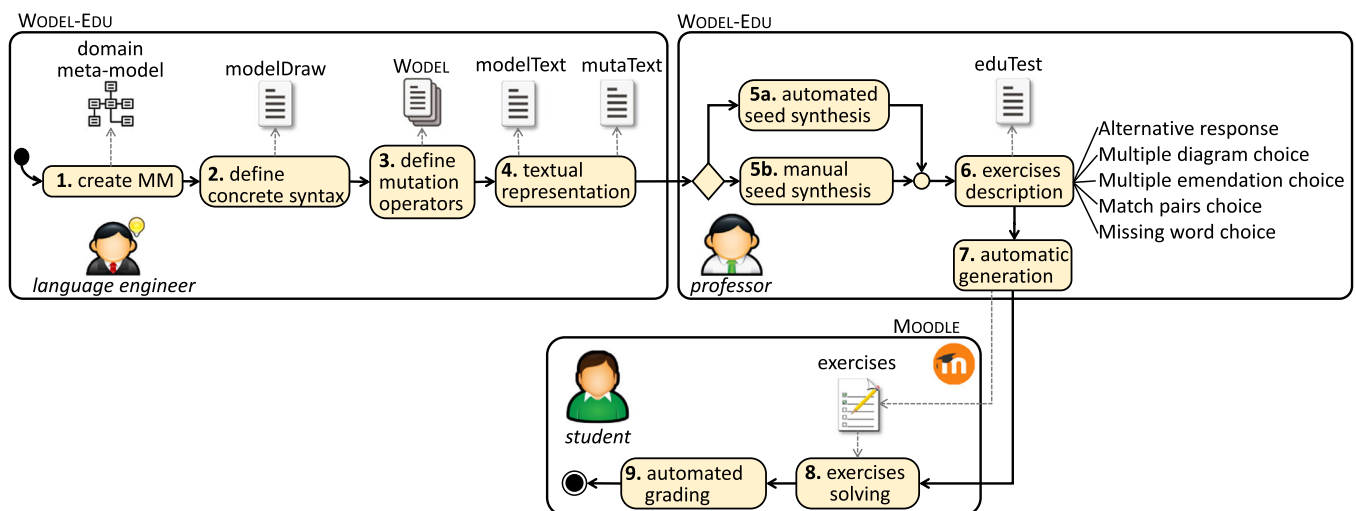 WODEL-EDU
domain
meta-model
modelDraw
WODEL
modelText
mutaText
1. create MM
2. define
concrete syntax
3. define
mutation
operators
4. textual
representation
language engineer
WODEL-EDU
5a. automated
seed synthesis
5b. manual
seed synthesis
eduTest
6. exercises
description
Alternative response
Multiple diagram choice
Multiple emendation choice
Match pairs choice
Missing word choice
7. automatic
generation
professor
MOODLE
m
exercises
student
8. exercises
solving
9. automated
grading